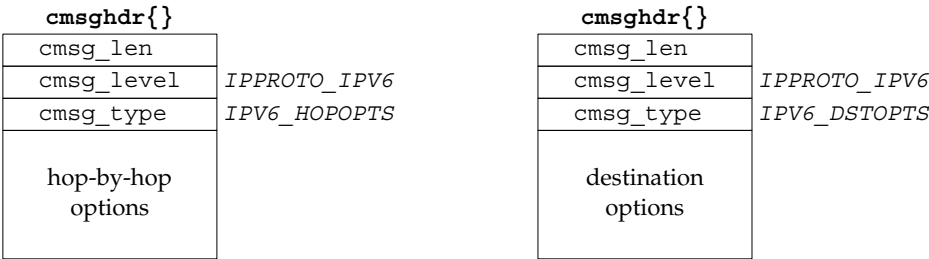 cmsghdr{}
cmsg_len
cmsg_level IPPROTO_IPV6
cmsg_type IPV6_HOPOPTS
hop-by-hop
options
cmsghdr{}
cmsg_len
cmsg_level IPPROTO_IPV6
cmsg_type IPV6_DSTOPTS
destination
options